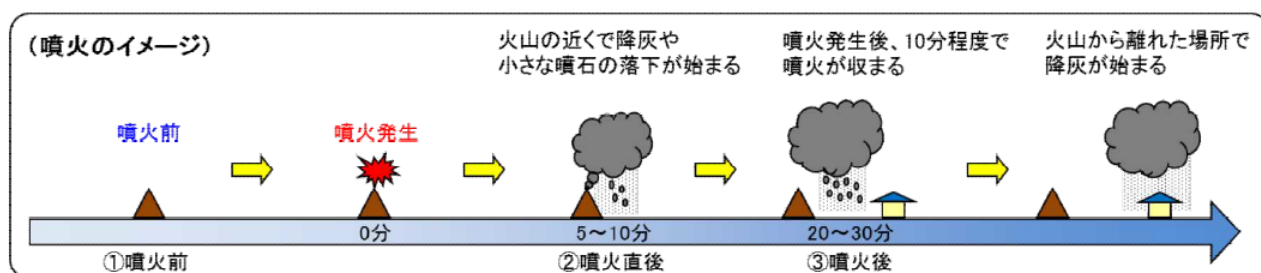 (噴火のイメージ)
火山の近くで降灰や
小さな噴石の落下が始まる
噴火発生後、10分程度で
噴火が収まる
火山から離れた場所で
降灰が始まる
噴火前
噴火発生
0分
5~10分
20~30分
①噴火前
②噴火直後
③噴火後